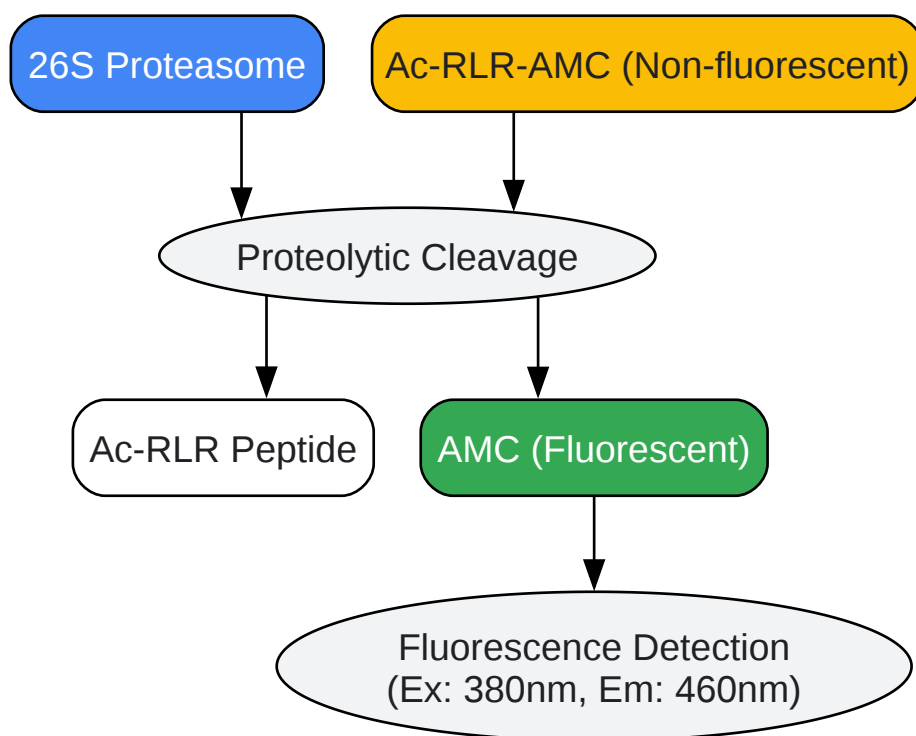 26S Proteasome
Ac-RLR-AMC (Non-fluorescent)
Proteolytic Cleavage
Ac-RLR Peptide
AMC (Fluorescent)
Fluorescence Detection
(Ex: 380nm, Em: 460nm)